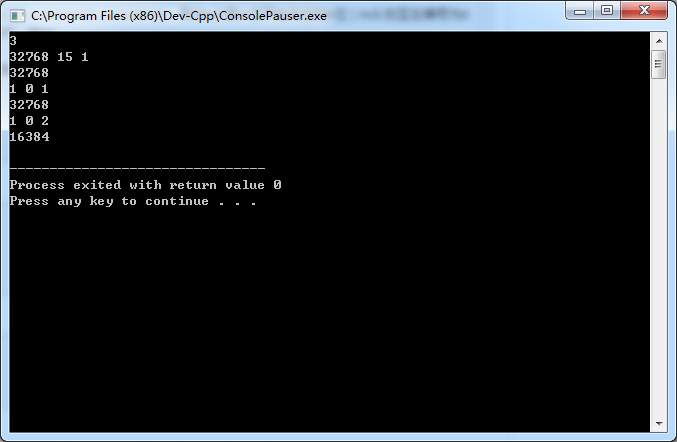 C:\Program Files (x86)\Dev-Cpp\ConsolePauser.exe
3
32768 15 1
32768
1 0 1
32768
1 0 2
16384
--------------------------------
Process exited with return value 0
Press any key to continue . . .